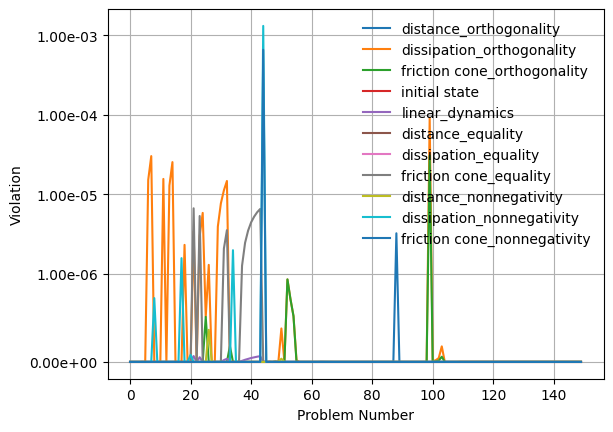 1.00e-03
1.00e-04
1.00e-05
1.00e-06
0.00e+00
Violation
distance_orthogonality
dissipation_orthogonality
friction cone_orthogonality
initial state
linear_dynamics
distance_equality
dissipation_equality
friction cone_equality
distance_nonnegativity
dissipation_nonnegativity
friction cone_nonnegativity
0 20 40 60 80 100 120 140
Problem Number